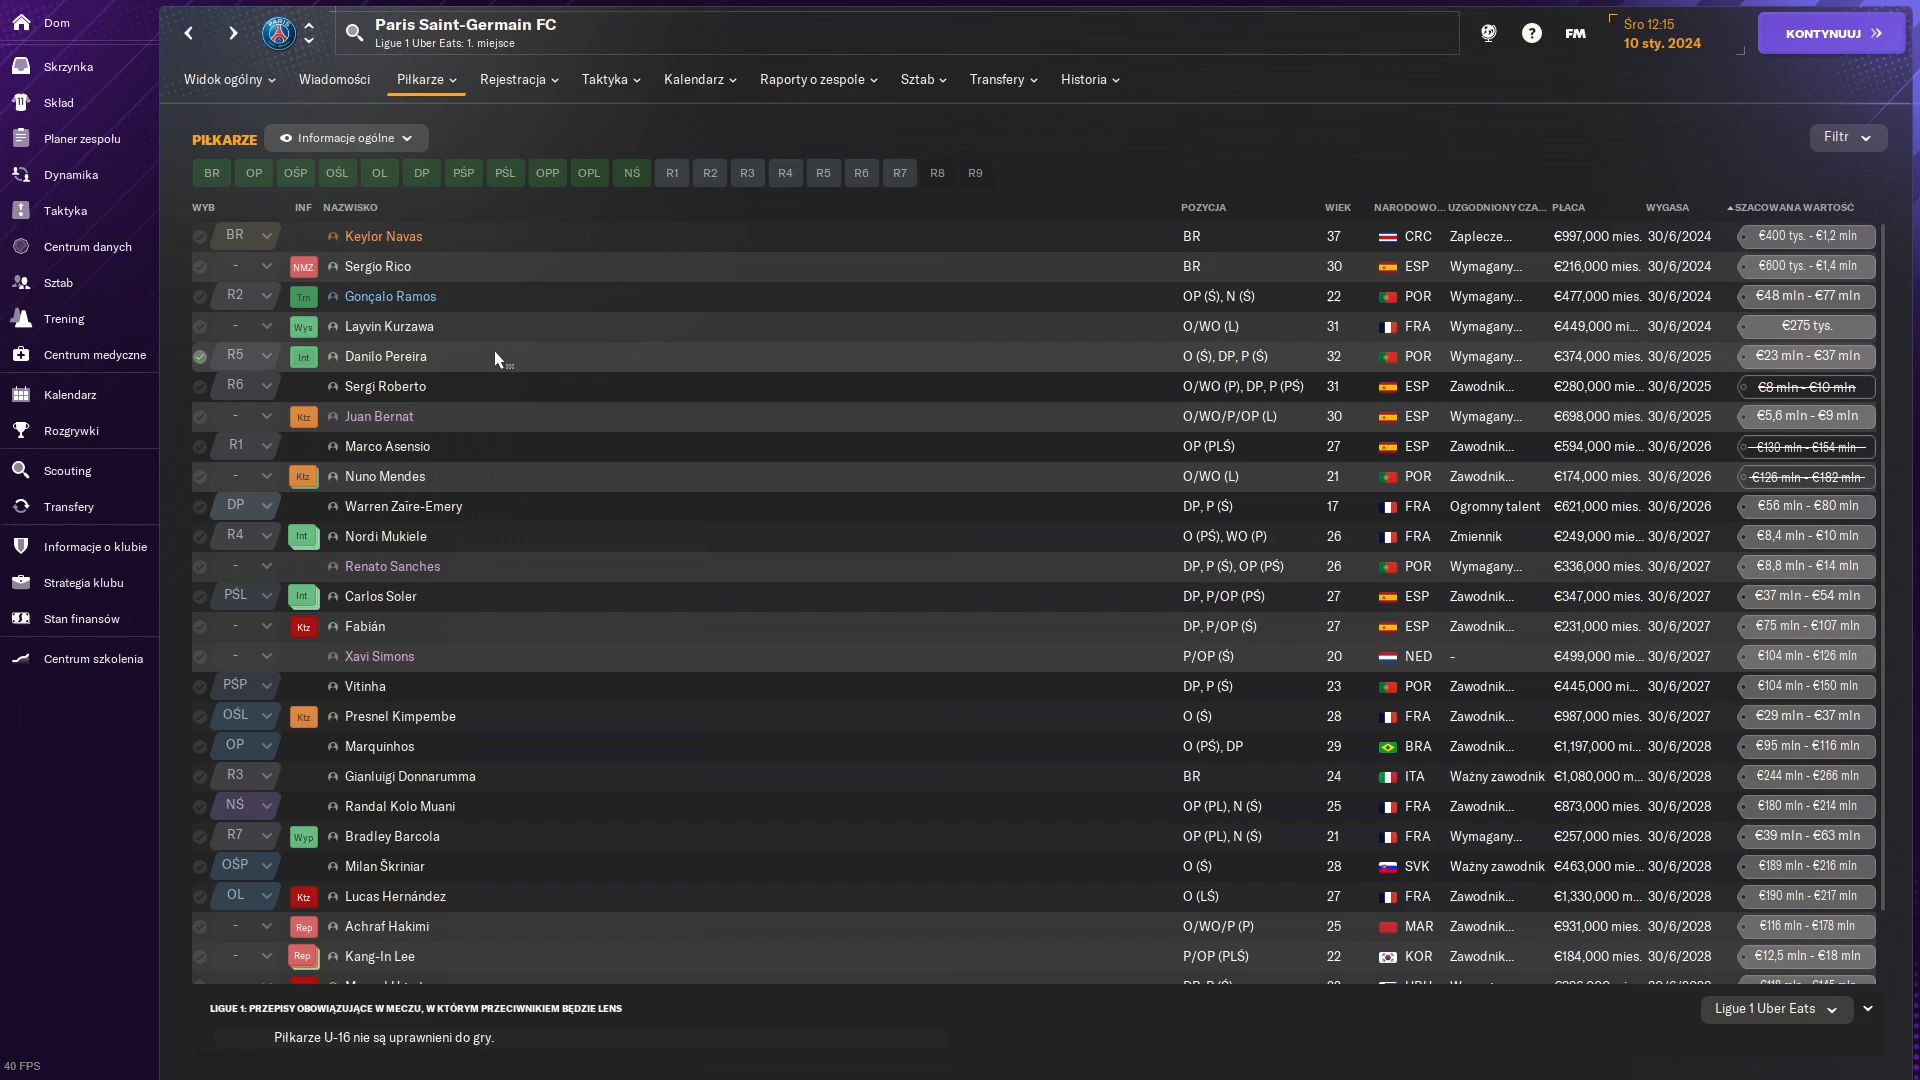 Dom
Skrzynka
Skład
Planer zespołu
Dynamika
Taktyka
Centrum danych
Sztab
Trening
Centrum medyczne
Kalendarz
Rozgrywki
Scouting
Transfery
Informacje o klubie
Strategia klubu
Stan finansów
Centrum szkolenia
40 FPS
Paris Saint-Germain FC
Ligue 1 Uber Eats: 1. miejsce
FM
Śro 12:15
10 sty. 2024
KONTYNUUJ
Widok ogólny Wiadomości Piłkarze Rejestracja Taktyka Kalendarz Raporty o zespole Sztab Transfery Historia
PIŁKARZE Informacje ogólne Filtr
BR OP OŚP OŚL OL DP PŚP PŚL OPP OPL NŚ R1 R2 R3 R4 R5 R6 R7 R8 R9
WYB INF NAZWISKO POZYCJA WIEK NARODOWO... UZGODNIONY CZA... PŁACA WYGASA SZACOWANA WARTOŚĆ
BR Keylor Navas BR 37 CRC Zaplecze... €997,000 mies. 30/6/2024 €400 tys. - €1,2 mln
- NMZ Sergio Rico BR 30 ESP Wymagany... €216,000 mies. 30/6/2024 €600 tys. - €1,4 mln
R2 Trn Gonçalo Ramos OP (Ś), N (Ś) 22 POR Wymagany... €477,000 mies. 30/6/2024 €48 mln - €77 mln
- Wys Layvin Kurzawa O/WO (L) 31 FRA Wymagany... €449,000 mi... 30/6/2024 €275 tys.
R5 Int Danilo Pereira O (Ś), DP, P (Ś) 32 POR Wymagany... €374,000 mies. 30/6/2025 €23 mln - €37 mln
R6 Sergi Roberto O/WO (P), DP, P (PŚ) 31 ESP Zawodnik... €280,000 mie... 30/6/2025 €8 mln - €10 mln
- Ktz Juan Bernat O/WO/P/OP (L) 30 ESP Wymagany... €698,000 mies. 30/6/2025 €5,6 mln - €9 mln
R1 Marco Asensio OP (PLŚ) 27 ESP Zawodnik... €594,000 mies. 30/6/2026 €130 mln - €154 mln
- Ktz Nuno Mendes O/WO (L) 21 POR Zawodnik... €174,000 mies. 30/6/2026 €126 mln - €182 mln
DP Warren Zaïre-Emery DP, P (Ś) 17 FRA Ogromny talent €621,000 mies. 30/6/2026 €56 mln - €80 mln
R4 Int Nordi Mukiele O (PŚ), WO (P) 26 FRA Zmiennik €249,000 mie... 30/6/2027 €8,4 mln - €10 mln
- Renato Sanches DP, P (Ś), OP (PŚ) 26 POR Wymagany... €336,000 mies. 30/6/2027 €8,8 mln - €14 mln
PŚL Int Carlos Soler DP, P/OP (PŚ) 27 ESP Zawodnik... €347,000 mies. 30/6/2027 €37 mln - €54 mln
- Ktz Fabián DP, P/OP (Ś) 27 ESP Zawodnik... €231,000 mies. 30/6/2027 €75 mln - €107 mln
- Xavi Simons P/OP (Ś) 20 NED - €499,000 mie... 30/6/2027 €104 mln - €126 mln
PŚP Vitinha DP, P (Ś) 23 POR Zawodnik... €445,000 mi... 30/6/2027 €104 mln - €150 mln
OŚL Ktz Presnel Kimpembe O (Ś) 28 FRA Zawodnik... €987,000 mies. 30/6/2027 €29 mln - €37 mln
OP Marquinhos O (PŚ), DP 29 BRA Zawodnik... €1,197,000 mi... 30/6/2028 €95 mln - €116 mln
R3 Gianluigi Donnarumma BR 24 ITA Ważny zawodnik €1,080,000 m... 30/6/2028 €244 mln - €266 mln
NŚ Randal Kolo Muani OP (PL), N (Ś) 25 FRA Zawodnik... €873,000 mies. 30/6/2028 €180 mln - €214 mln
R7 Wyp Bradley Barcola OP (PL), N (Ś) 21 FRA Wymagany... €257,000 mies. 30/6/2028 €39 mln - €63 mln
OŚP Milan Škriniar O (Ś) 28 SVK Ważny zawodnik €463,000 mie... 30/6/2028 €189 mln - €216 mln
OL Ktz Lucas Hernández O (LŚ) 27 FRA Zawodnik... €1,330,000 m... 30/6/2028 €190 mln - €217 mln
- Rep Achraf Hakimi O/WO/P (P) 25 MAR Zawodnik... €931,000 mies. 30/6/2028 €116 mln - €178 mln
- Rep Kang-In Lee P/OP (PLŚ) 22 KOR Zawodnik... €184,000 mies. 30/6/2028 €12,5 mln - €18 mln
LIGUE 1: PRZEPISY OBOWIĄZUJĄCE W MECZU, W KTÓRYM PRZECIWNIKIEM BĘDZIE LENS
Ligue 1 Uber Eats
Piłkarze U-16 nie są uprawnieni do gry.